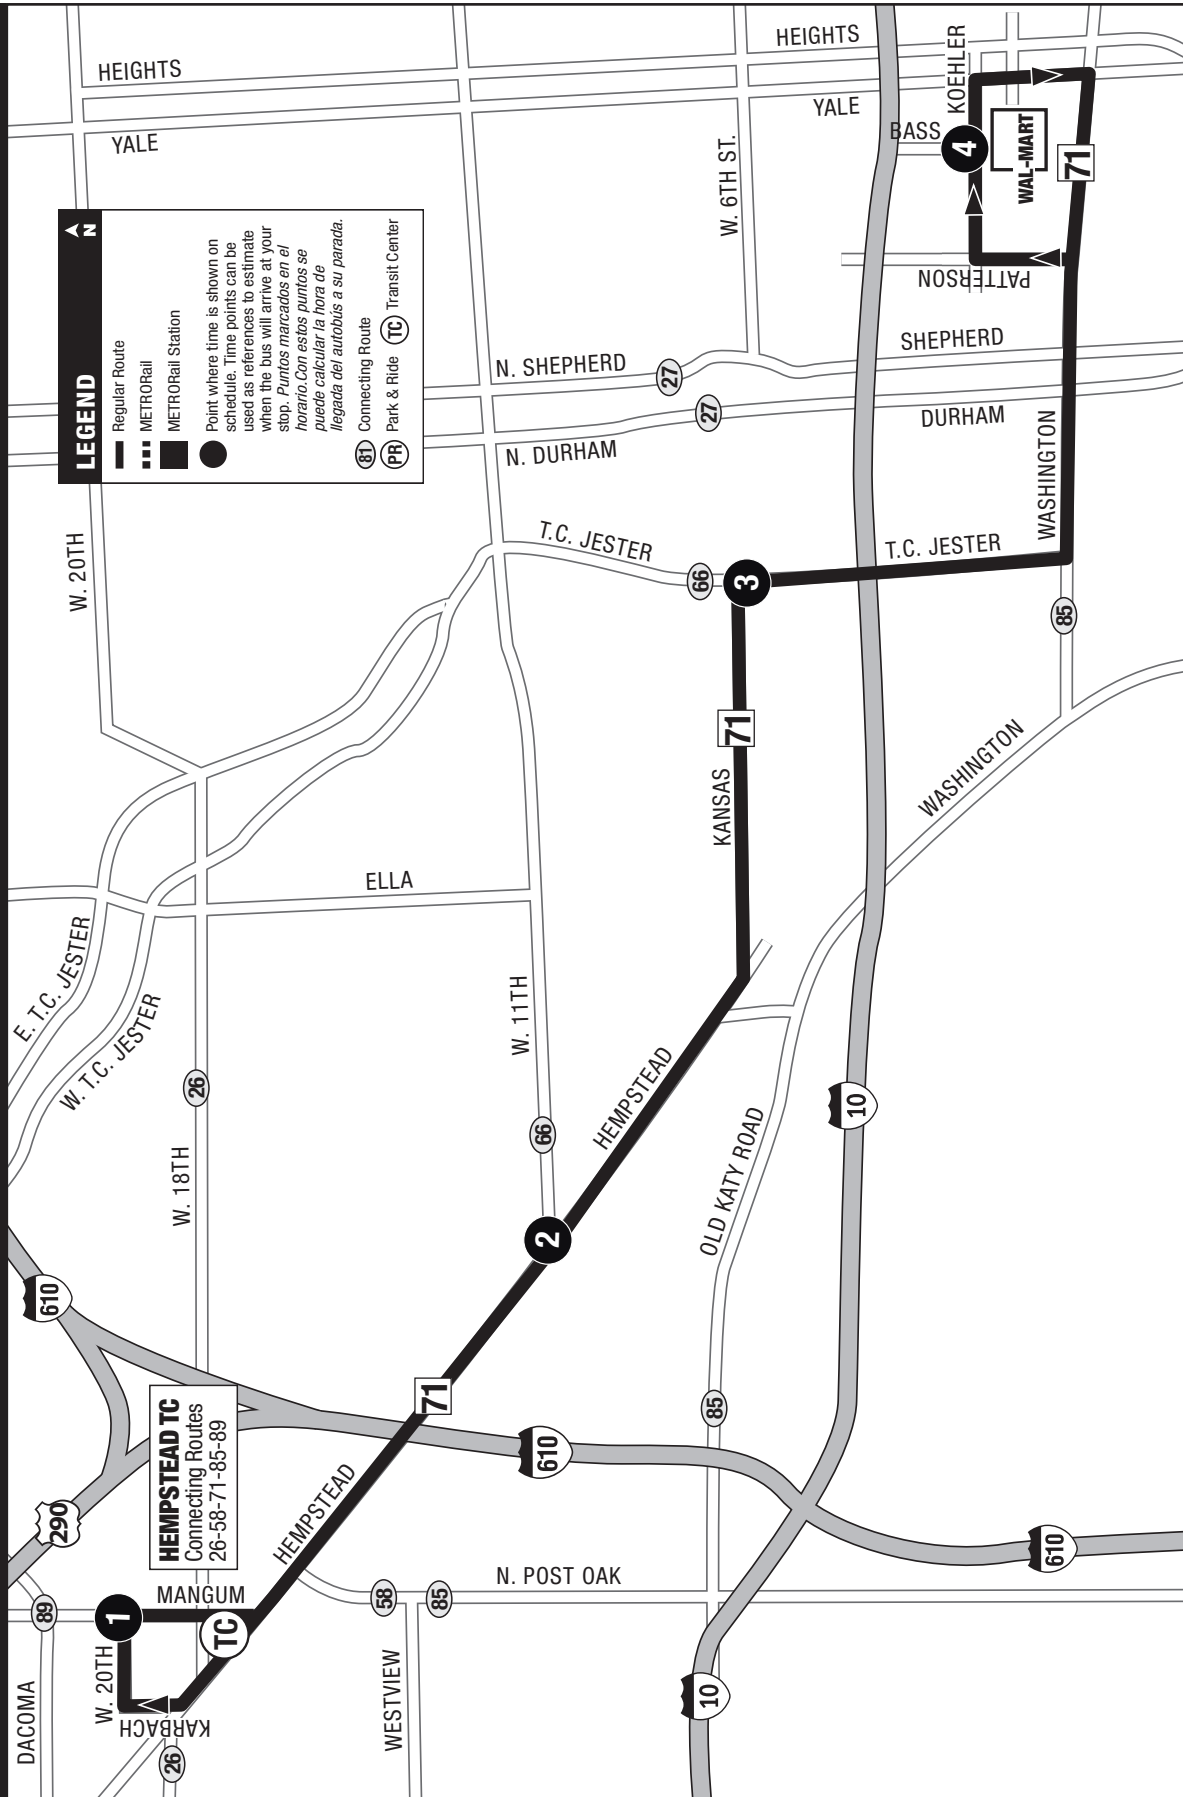 LEGEND
N
Regular Route
METRORail
METRORail Station
Point where time is shown on
schedule. Time points can be
used as references to estimate
when the bus will arrive at your
stop. Puntos marcados en el
horario.Con estos puntos se
puede calcular la hora de
llegada del autobús a su parada.
81 Connecting Route
PR Park & Ride TC Transit Center
HEIGHTS
YALE
HEIGHTS
YALE
KOEHLER
BASS
4
WAL-MART
71
PATTERSON
W. 6TH ST.
N. SHEPHERD
27
SHEPHERD
27
N. DURHAM
DURHAM
WASHINGTON
W. 20TH
T.C. JESTER
66
3
T.C. JESTER
85
71
KANSAS
WASHINGTON
ELLA
E. T.C. JESTER
W. T.C. JESTER
26
W. 18TH
W. 11TH
66
2
HEMPSTEAD
OLD KATY ROAD
10
610
71
85
610
290
HEMPSTEAD TC
Connecting Routes
26-58-71-85-89
HEMPSTEAD
610
MANGUM
N. POST OAK
58
85
89
1
TC
W. 20TH
KARBACH
DACOMA
26
WESTVIEW
10